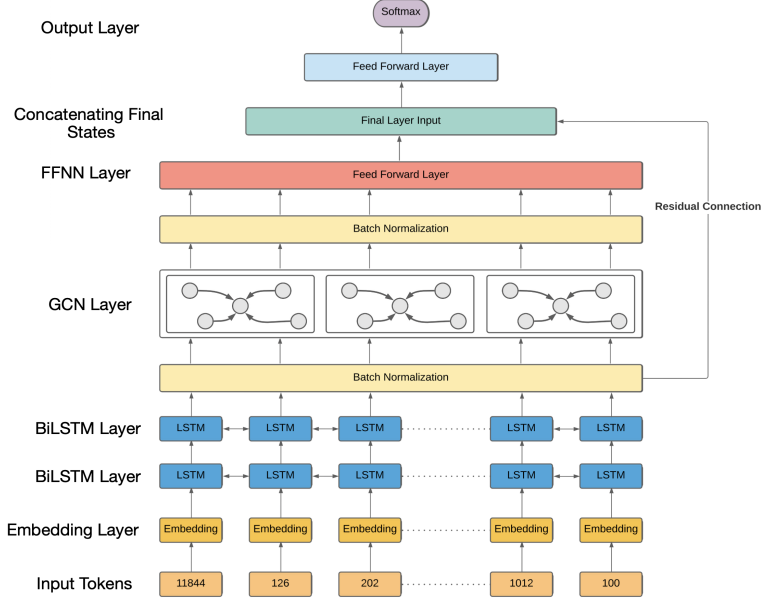 Softmax
Output Layer
Feed Forward Layer
Concatenating Final
States
Final Layer Input
FFNN Layer
Feed Forward Layer
Residual Connection
Batch Normalization
GCN Layer
Batch Normalization
BiLSTM Layer
LSTM LSTM LSTM LSTM LSTM
BiLSTM Layer
LSTM LSTM LSTM LSTM LSTM
Embedding Layer
Embedding Embedding Embedding Embedding Embedding
Input Tokens
11844 126 202 1012 100